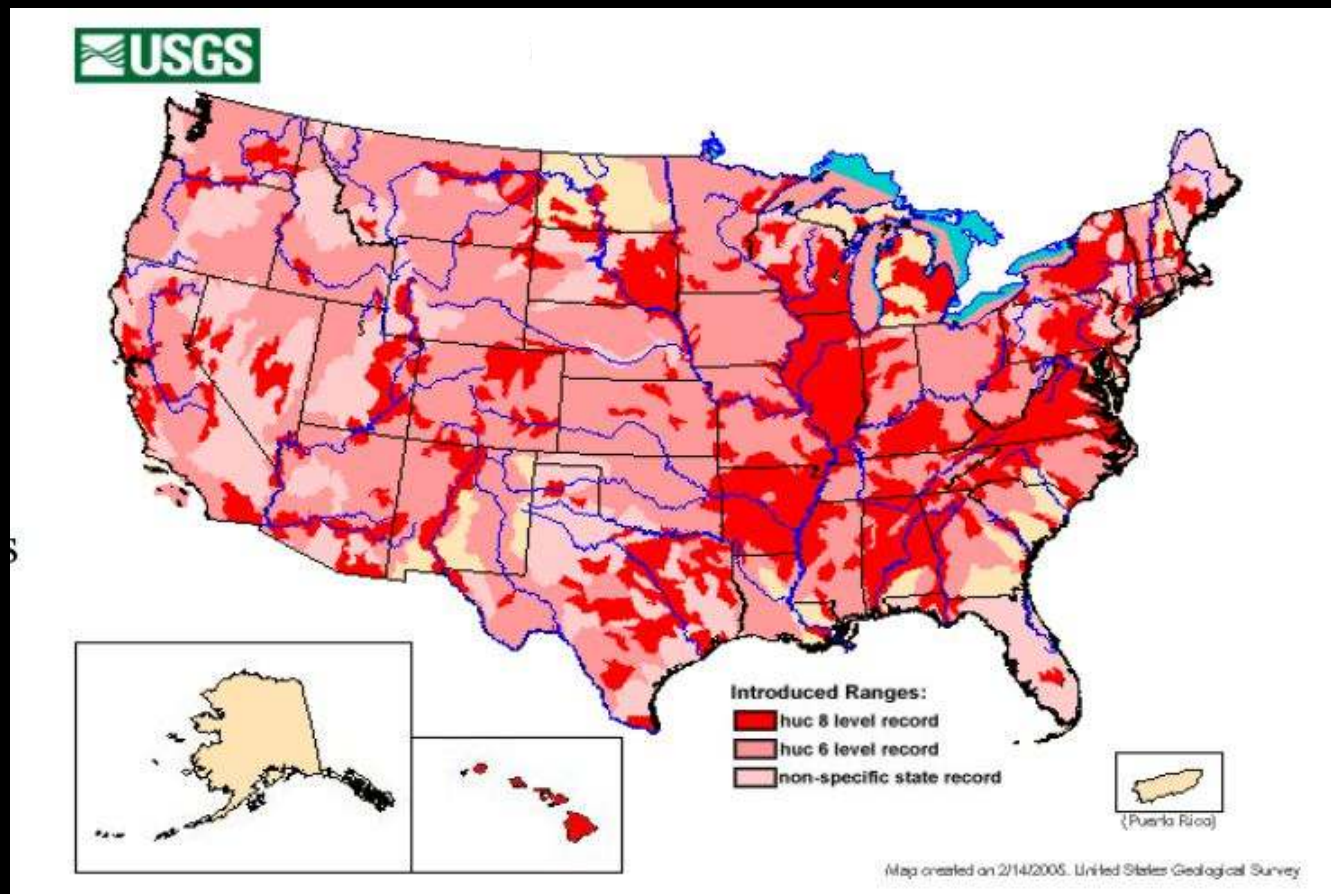 USGS
s
Introduced Ranges:
huc 8 level record
huc 6 level record
non-specific state record
(Puerto Rico)
Map created on 2/14/2005. United States Geological Survey